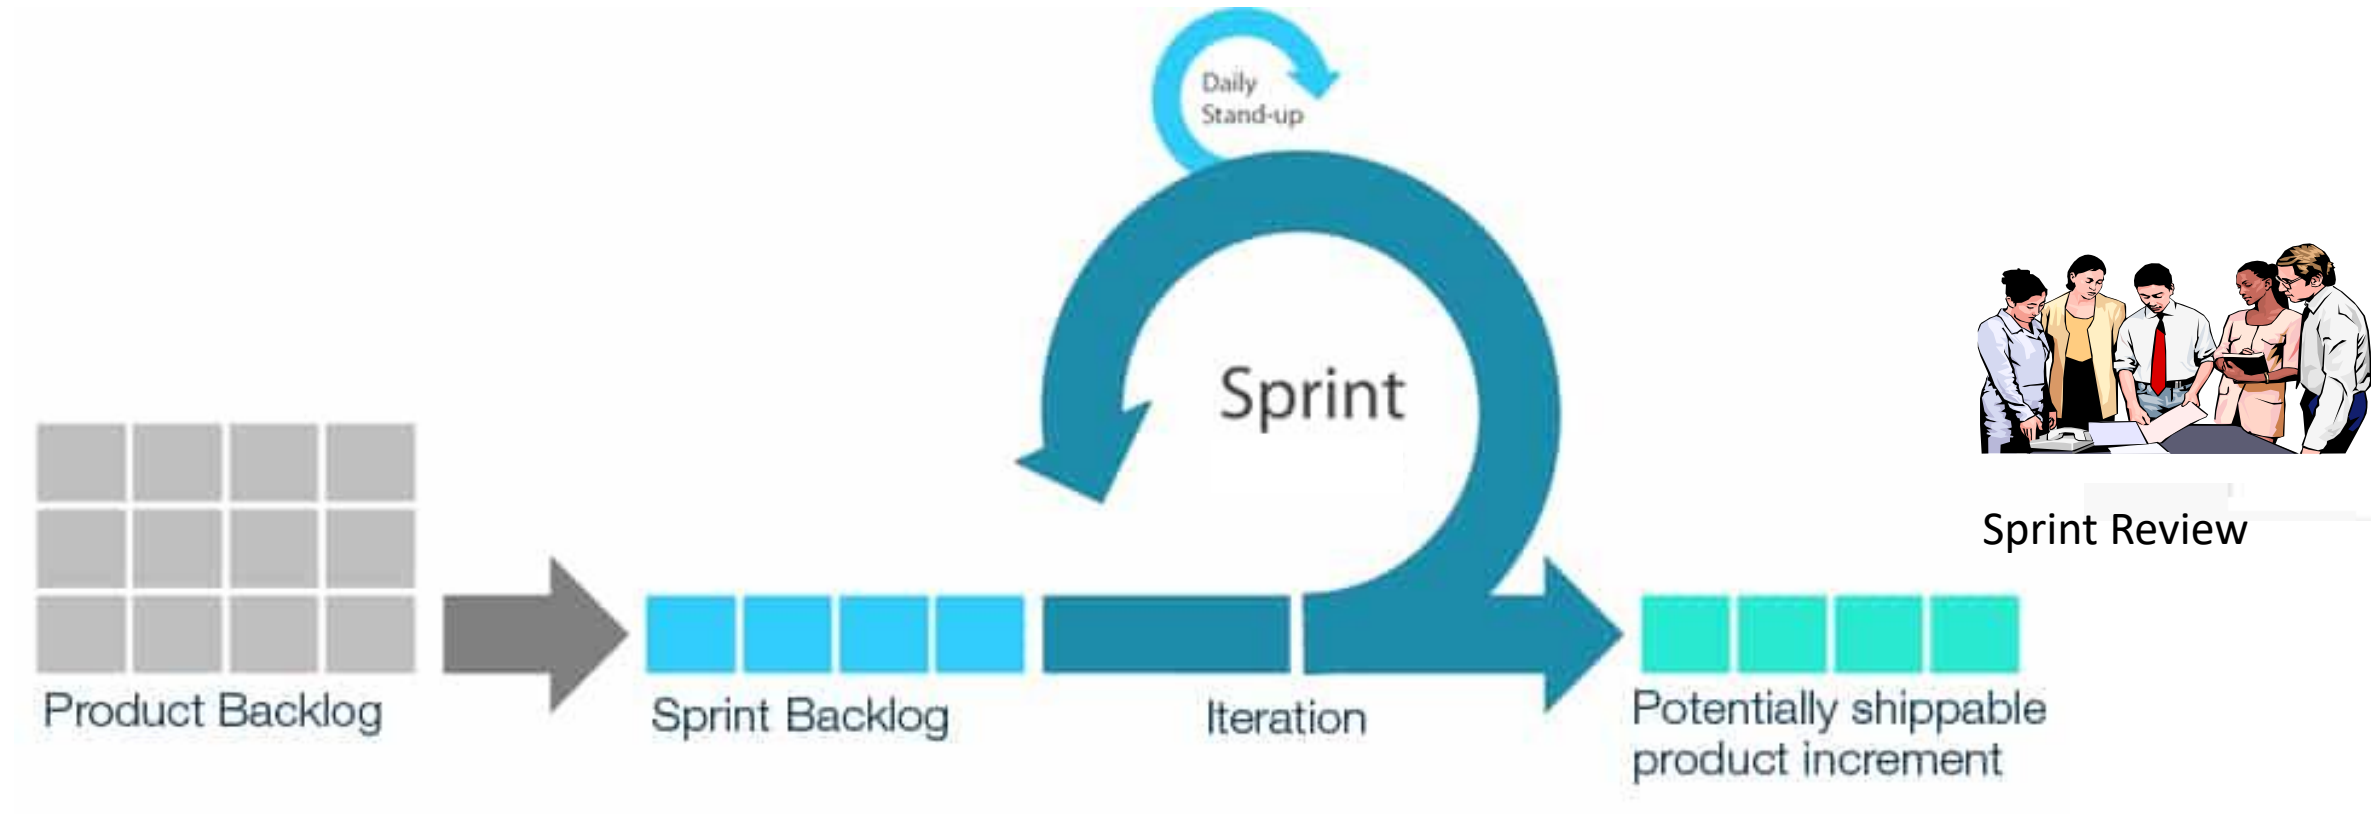 Daily
Stand-up
Sprint
Sprint Review
Product Backlog
Sprint Backlog
Iteration
Potentially shippable
product increment